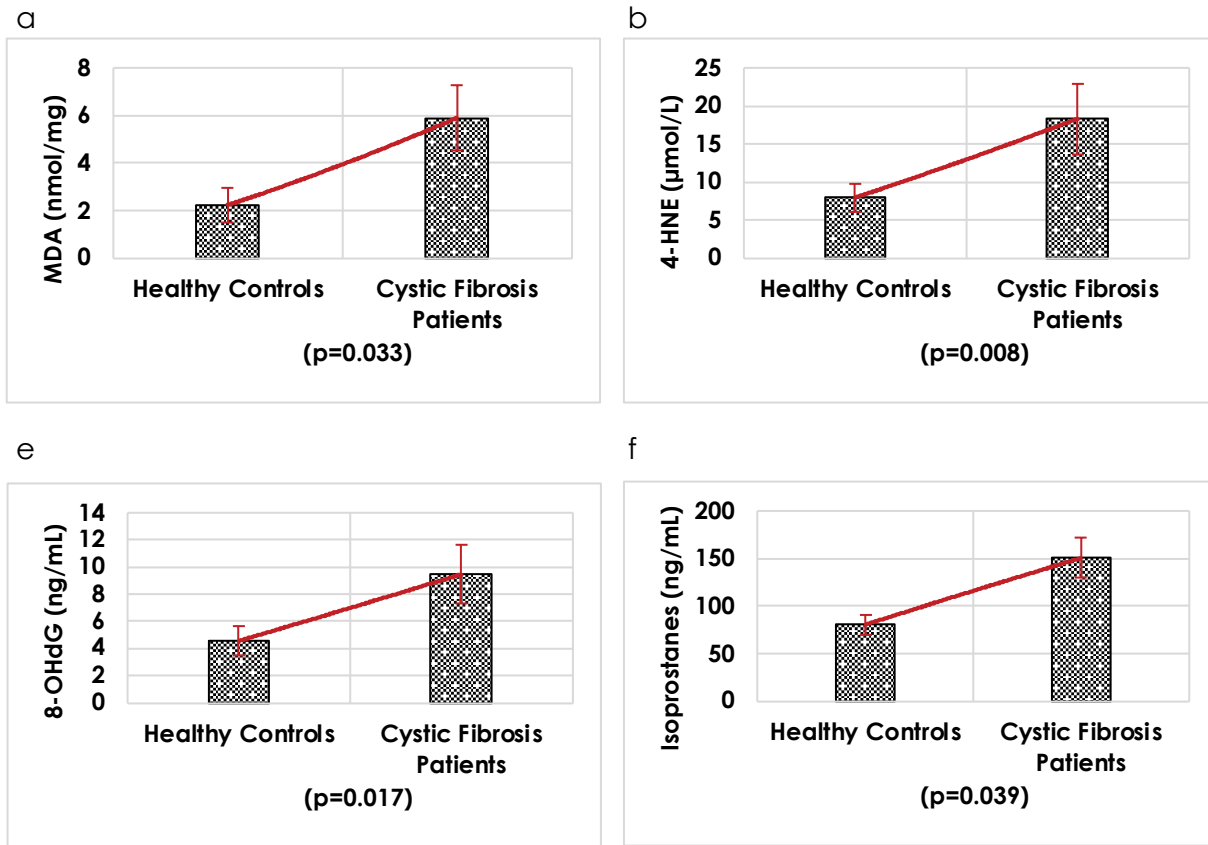 a
MDA (nmol/mg)
8
6
4
2
0
Healthy Controls
Cystic Fibrosis
Patients
(p=0.033)
b
4-HNE (µmol/L)
25
20
15
10
5
0
Healthy Controls
Cystic Fibrosis
Patients
(p=0.008)
e
8-OHdG (ng/mL)
14
12
10
8
6
4
2
0
Healthy Controls
Cystic Fibrosis
Patients
(p=0.017)
f
Isoprostanes (ng/mL)
200
150
100
50
0
Healthy Controls
Cystic Fibrosis
Patients
(p=0.039)